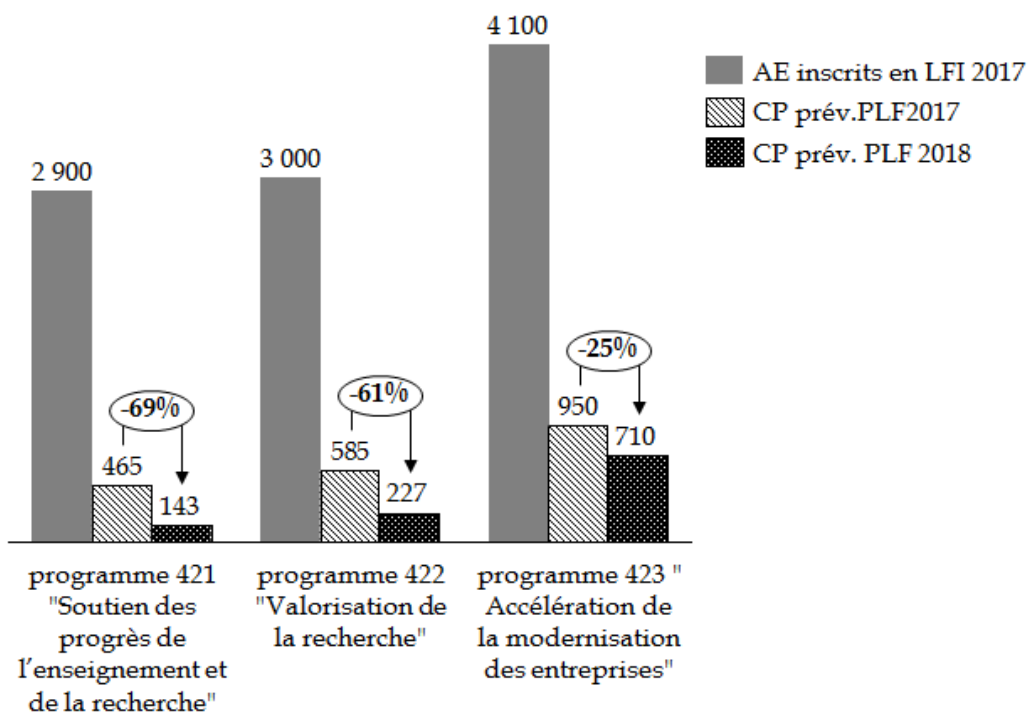 4 100
AE inscrits en LFI 2017
CP prév.PLF2017
CP prév. PLF 2018
2 900
3 000
-69%
-61%
-25%
465
143
585
227
950
710
programme 421
"Soutien des
progrès de
l'enseignement et
de la recherche"
programme 422
"Valorisation de
la recherche"
programme 423 "
Accélération de
la modernisation
des entreprises"